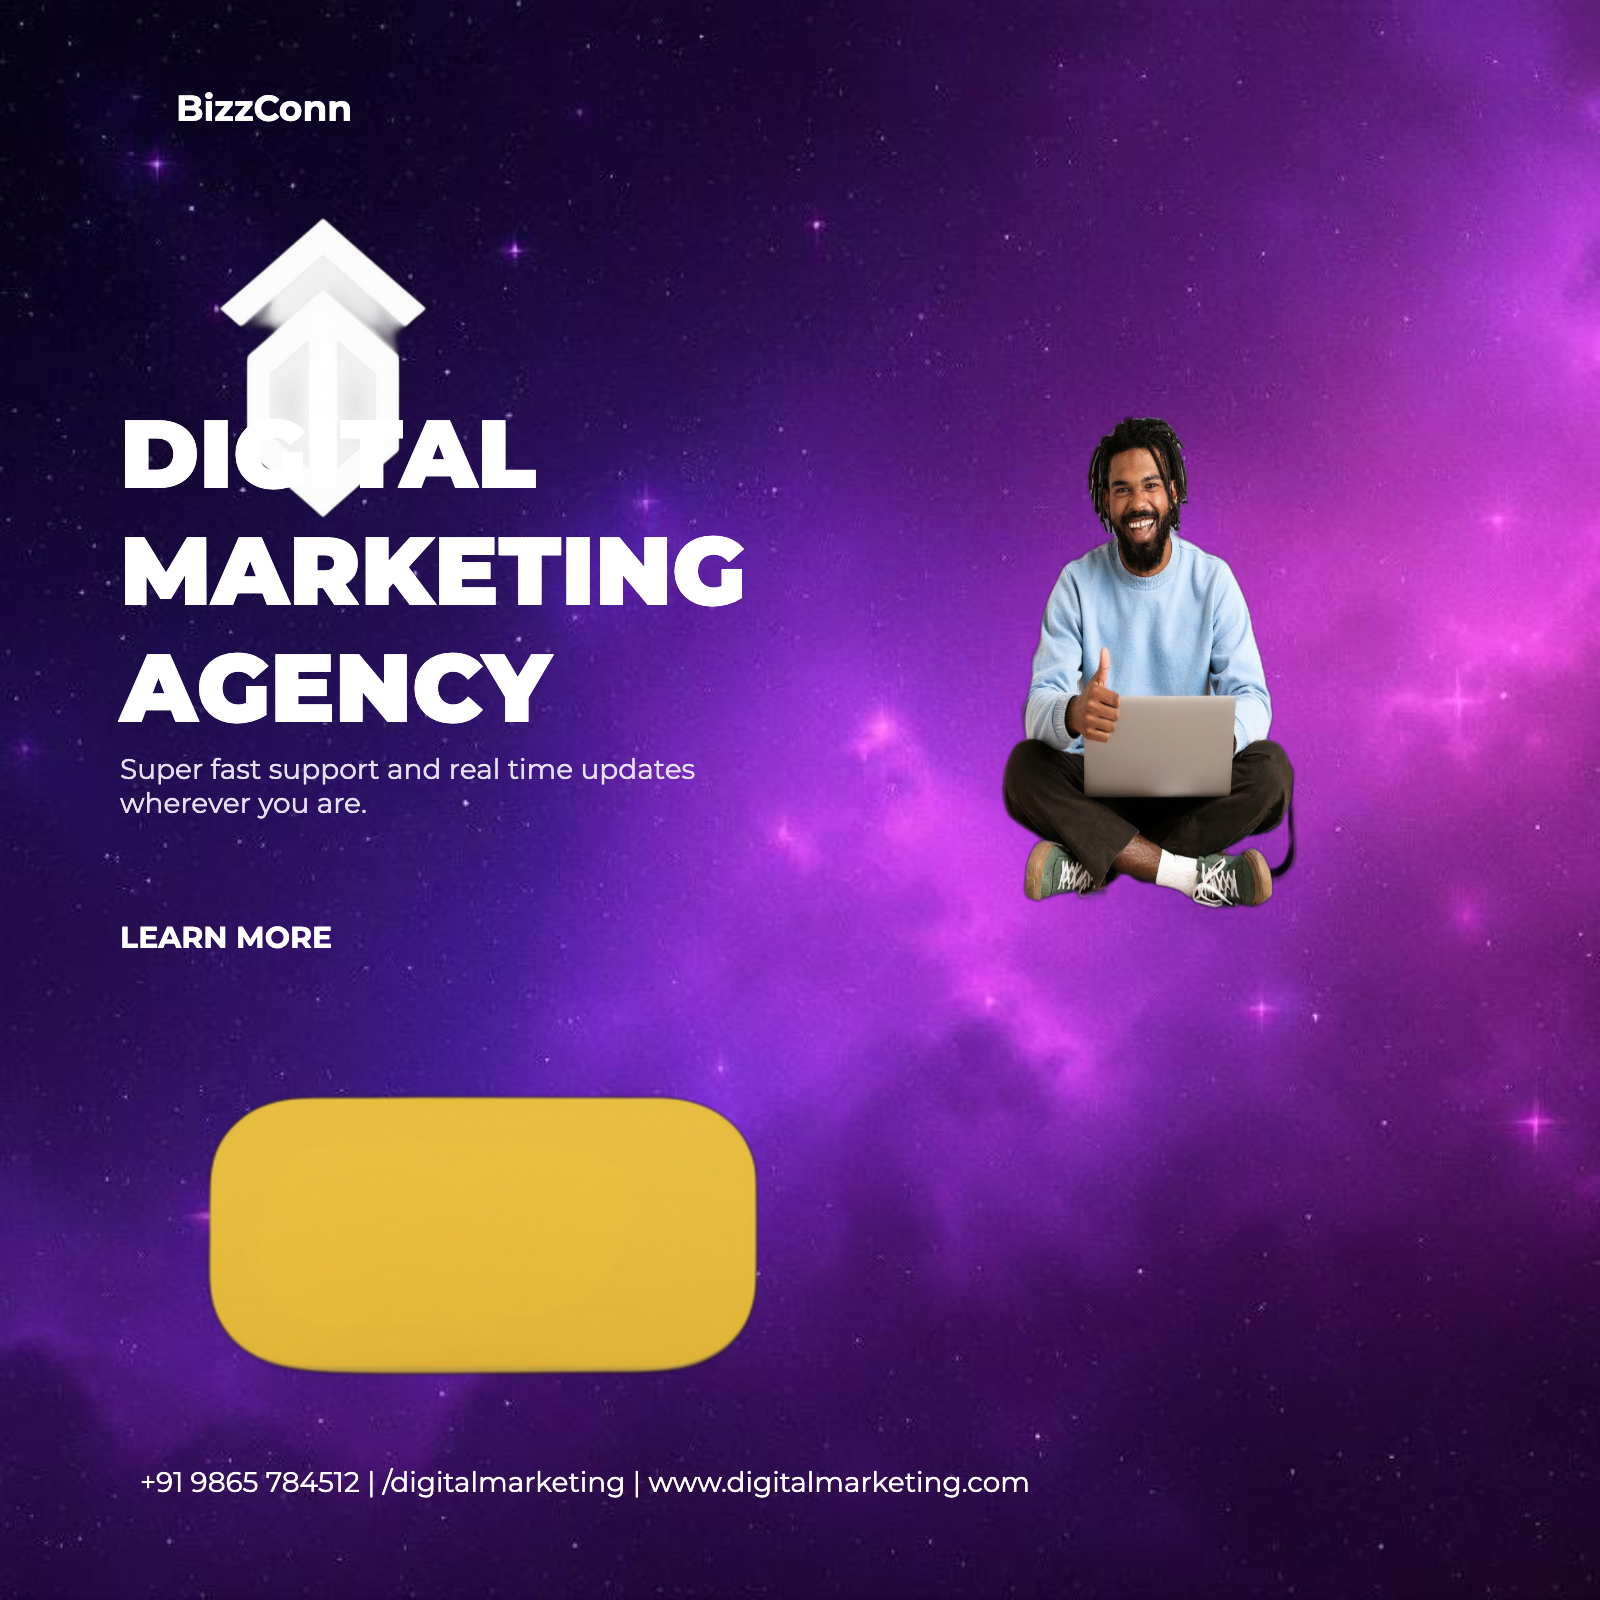 BizzConn
DIGITAL
MARKETING
AGENCY
Super fast support and real time updates
wherever you are.
LEARN MORE
+91 9865 784512 | /digitalmarketing | www.digitalmarketing.com